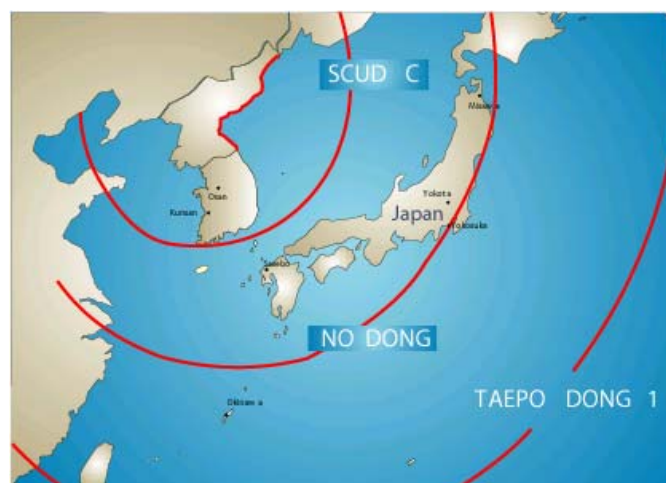 SCUD C
Misawa
Osan
Kunsan
Yokota
Japan
Yokosuka
Sasebo
NO DONG
TAEPO DONG 1
Okinawa